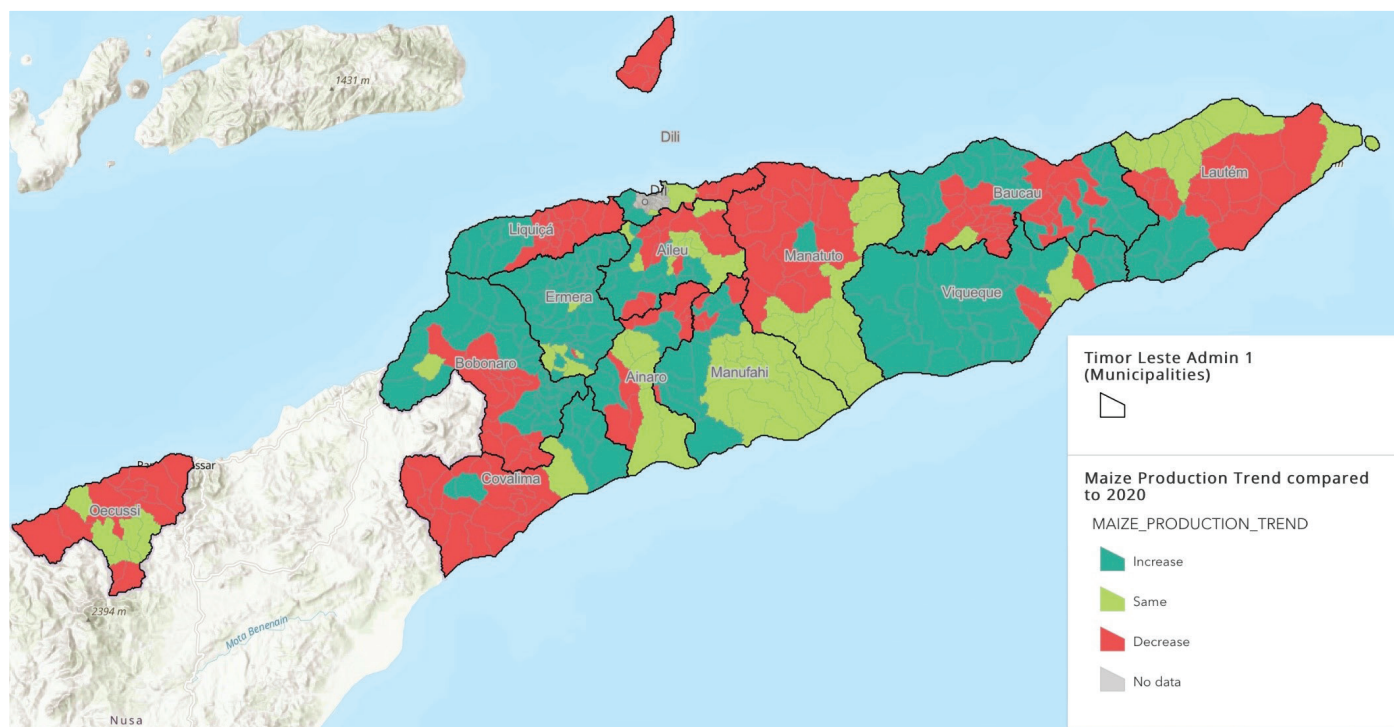 1431 m
Dili
Lautém
Baucau
Liquiçá
Aileu
Manatuto
Ermera
Viqueque
Bobonaro
Ainaro
Manufahi
Covalima
Oecussi
2394 m
Mota Benenain
Nusa
Timor Leste Admin 1
(Municipalities)
Maize Production Trend compared
to 2020
MAIZE_PRODUCTION_TREND
Increase
Same
Decrease
No data